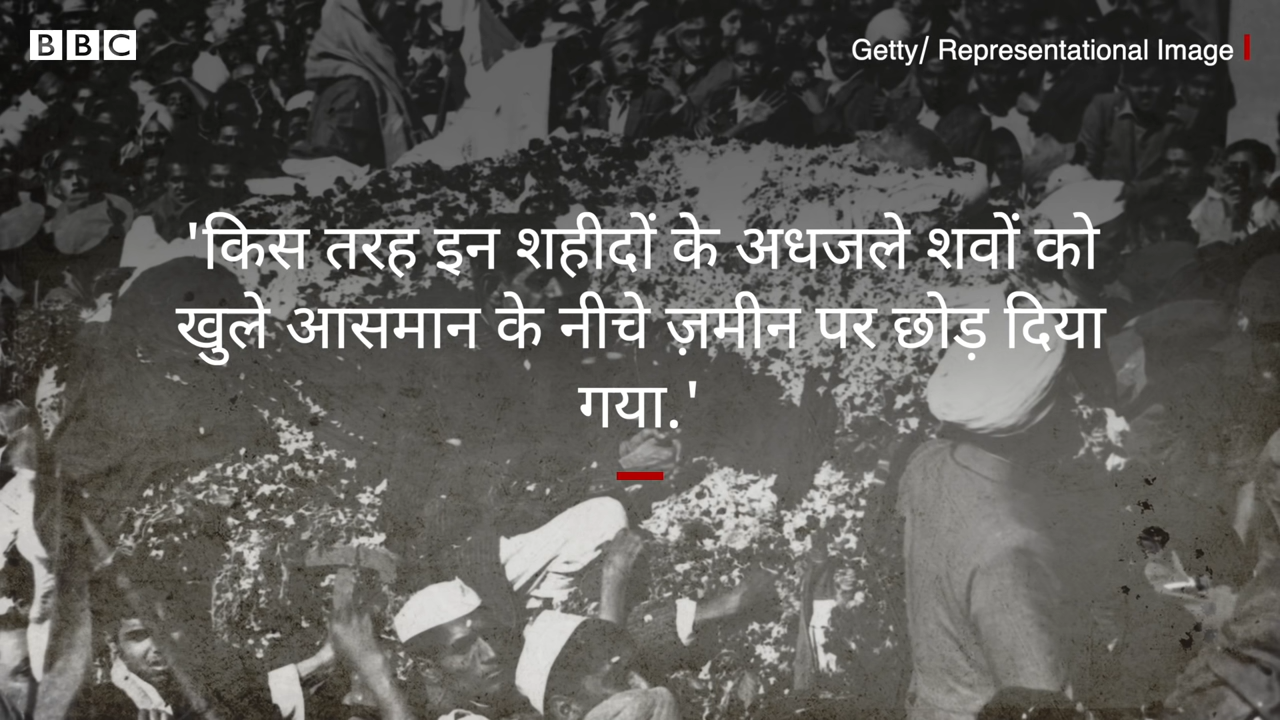 BBC
Getty/ Representational Image
'किस तरह इन शहीदों के अधजले शवों को
खुले आसमान के नीचे ज़मीन पर छोड़ दिया
गया.'